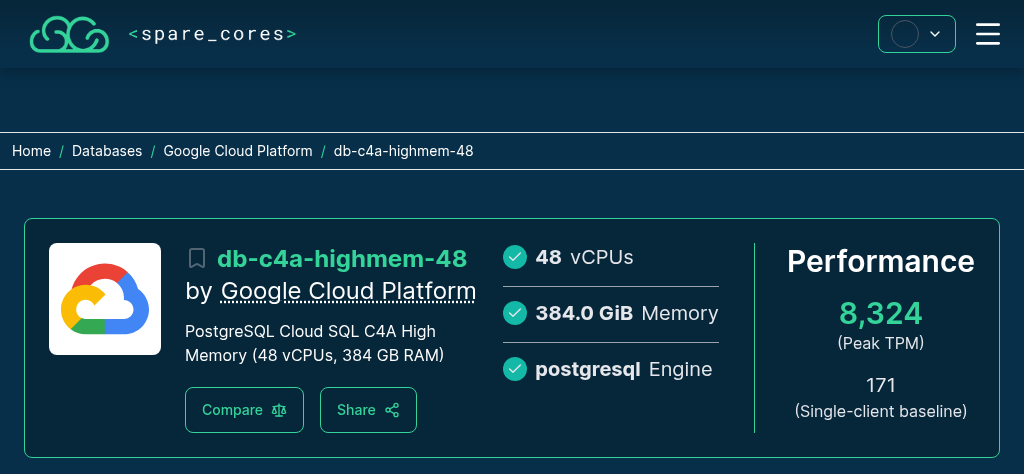 <spare_cores>
Home / Databases / Google Cloud Platform / db-c4a-highmem-48
db-c4a-highmem-48
by Google Cloud Platform
PostgreSQL Cloud SQL C4A High
Memory (48 vCPUs, 384 GB RAM)
Compare
Share
48 vCPUs
384.0 GiB Memory
postgresql Engine
Performance
8,324
(Peak TPM)
171
(Single-client baseline)